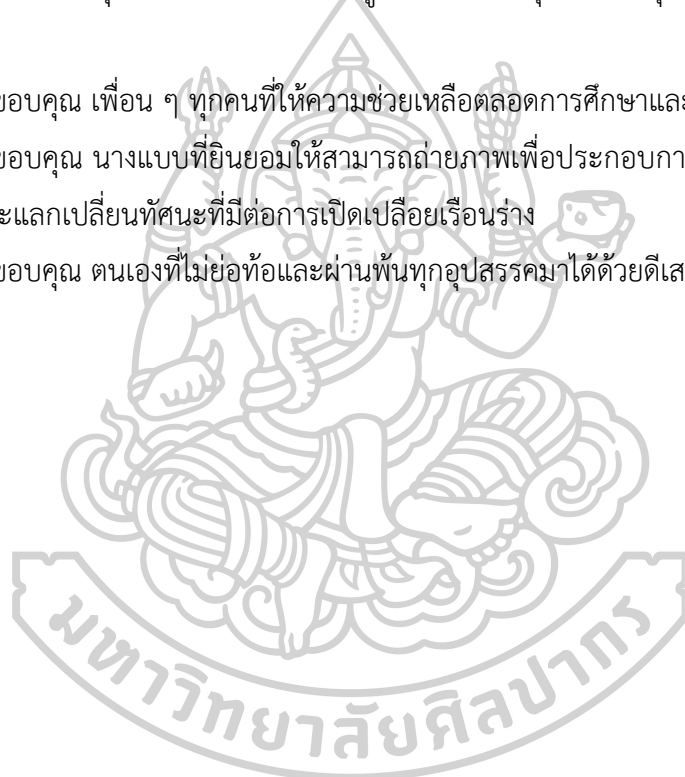 ขอบคุณ เพื่อน ๆ ทุกคนที่ให้ความช่วยเหลือตลอดการศึกษาและ
ขอบคุณ นางแบบที่ยินยอมให้สามารถถ่ายภาพเพื่อประกอบกา
ะแลกเปลี่ยนทัศนะที่มีต่อการเปิดเปลือยเรือนร่าง
ขอบคุณ ตนเองที่ไม่ย่อท้อและผ่านพ้นทุกอุปสรรคมาได้ด้วยดีเส
มหาวิทยาลัยศิลปากร